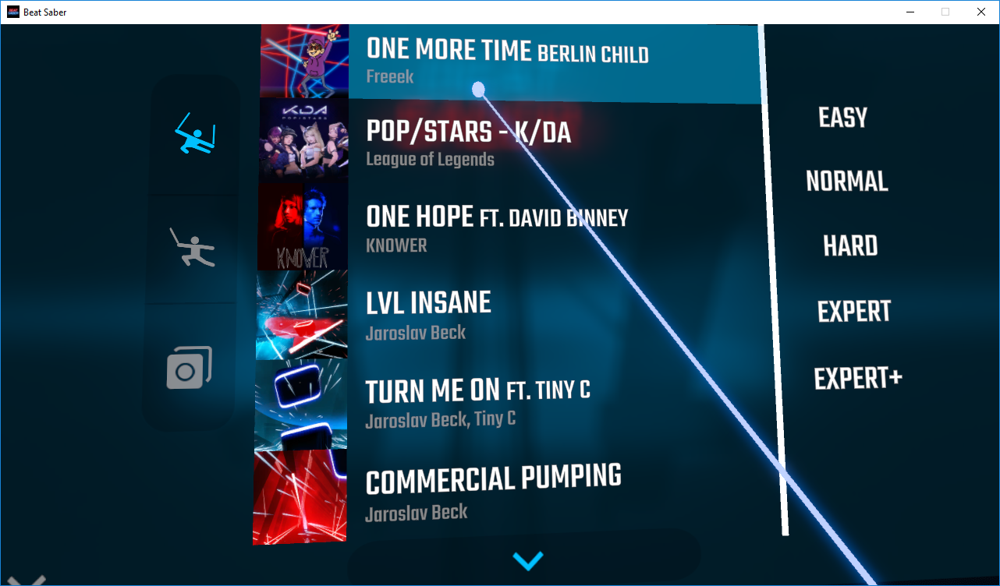 Beat Saber
ONE MORE TIME BERLIN CHILD
Freeek
KDA
POP/STARS
POP/STARS - K/DA
League of Legends
ONE HOPE FT. DAVID BINNEY
KNOWER
KNOWER
LVL INSANE
Jaroslav Beck
TURN ME ON FT. TINY C
Jaroslav Beck, Tiny C
COMMERCIAL PUMPING
Jaroslav Beck
EASY
NORMAL
HARD
EXPERT
EXPERT+